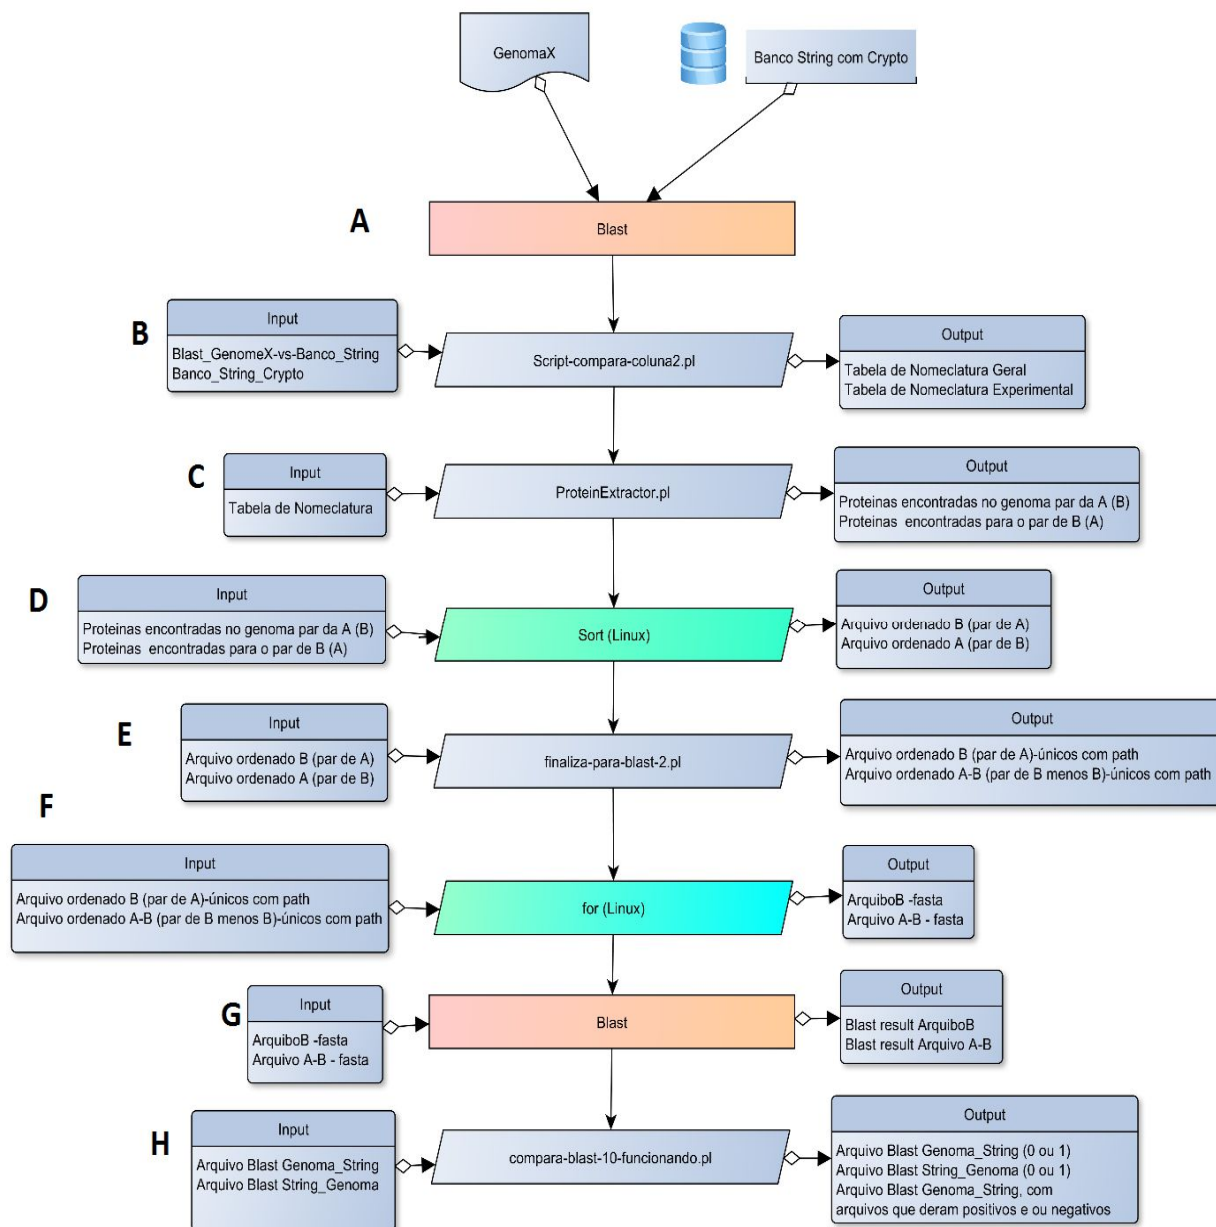 GenomaX
Banco String com Crypto
A
Blast
B
Input
Blast_GenomeX-vs-Banco_String
Banco_String_Crypto
Script-compara-coluna2.pl
Output
Tabela de Nomeclatura Geral
Tabela de Nomeclatura Experimental
C
Input
Tabela de Nomeclatura
ProteinExtractor.pl
Output
Proteinas encontradas no genoma par da A (B)
Proteinas encontradas para o par de B (A)
D
Input
Proteinas encontradas no genoma par da A (B)
Proteinas encontradas para o par de B (A)
Sort (Linux)
Output
Arquivo ordenado B (par de A)
Arquivo ordenado A (par de B)
E
Input
Arquivo ordenado B (par de A)
Arquivo ordenado A (par de B)
finaliza-para-blast-2.pl
Output
Arquivo ordenado B (par de A)-únicos com path
Arquivo ordenado A-B (par de B menos B)-únicos com path
F
Input
Arquivo ordenado B (par de A)-únicos com path
Arquivo ordenado A-B (par de B menos B)-únicos com path
for (Linux)
Output
ArquiboB -fasta
Arquivo A-B - fasta
G
Input
ArquiboB -fasta
Arquivo A-B - fasta
Blast
Output
Blast result ArquiboB
Blast result Arquivo A-B
H
Input
Arquivo Blast Genoma_String
Arquivo Blast String_Genoma
compara-blast-10-funcionando.pl
Output
Arquivo Blast Genoma_String (0 ou 1)
Arquivo Blast String_Genoma (0 ou 1)
Arquivo Blast Genoma_String, com
arquivos que deram positivos e ou negativos